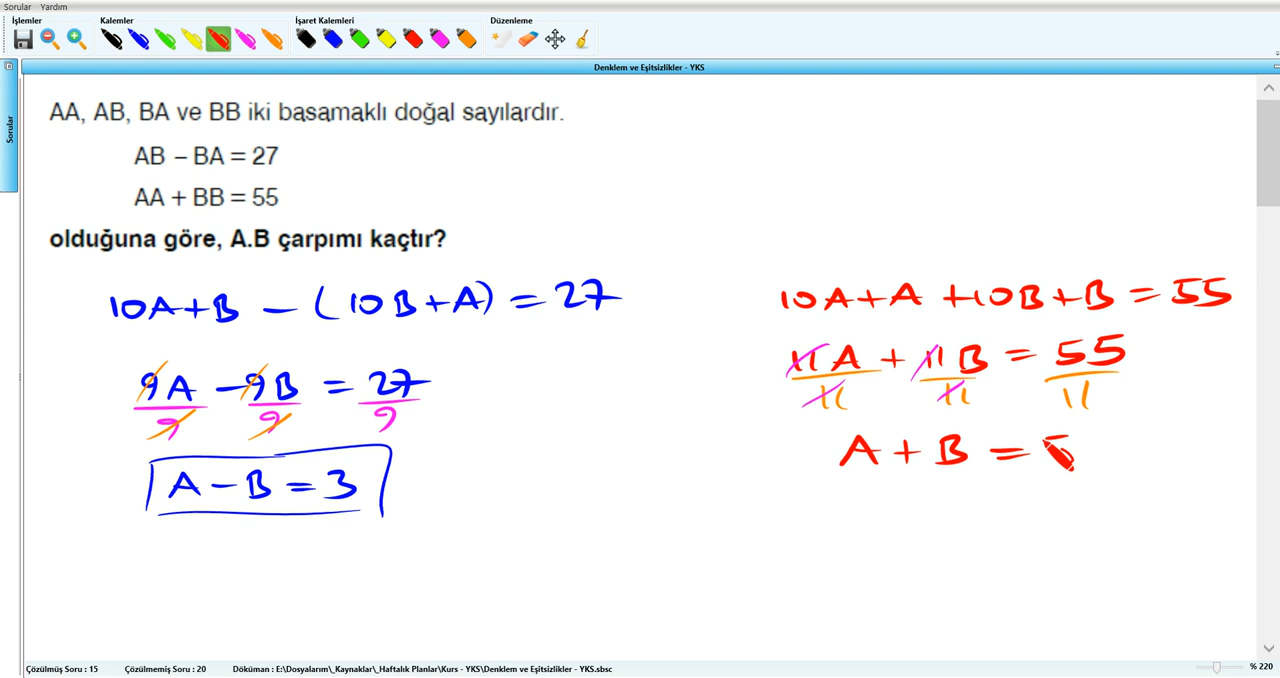 Sorular Yardım
İşlemler Kalemler İşaret Kalemleri Düzenleme
Denklem ve Eşitsizlikler - YKS
Sorular
AA, AB, BA ve BB iki basamaklı doğal sayılardır.
AB – BA = 27
AA + BB = 55
olduğuna göre, A.B çarpımı kaçtır?
10A+B - (10B+A) = 27
9A - 9B = 27
9 9 9
A - B = 3
10A+A +10B+B = 55
11A + 11B = 55
11 11 11
A + B = 5
Çözülmüş Soru : 15 Çözülmemiş Soru : 20 Döküman : E:\Dosyalarım\_Kaynaklar\_Haftalık Planlar\Kurs - YKS\Denklem ve Eşitsizlikler - YKS.sbsc % 220